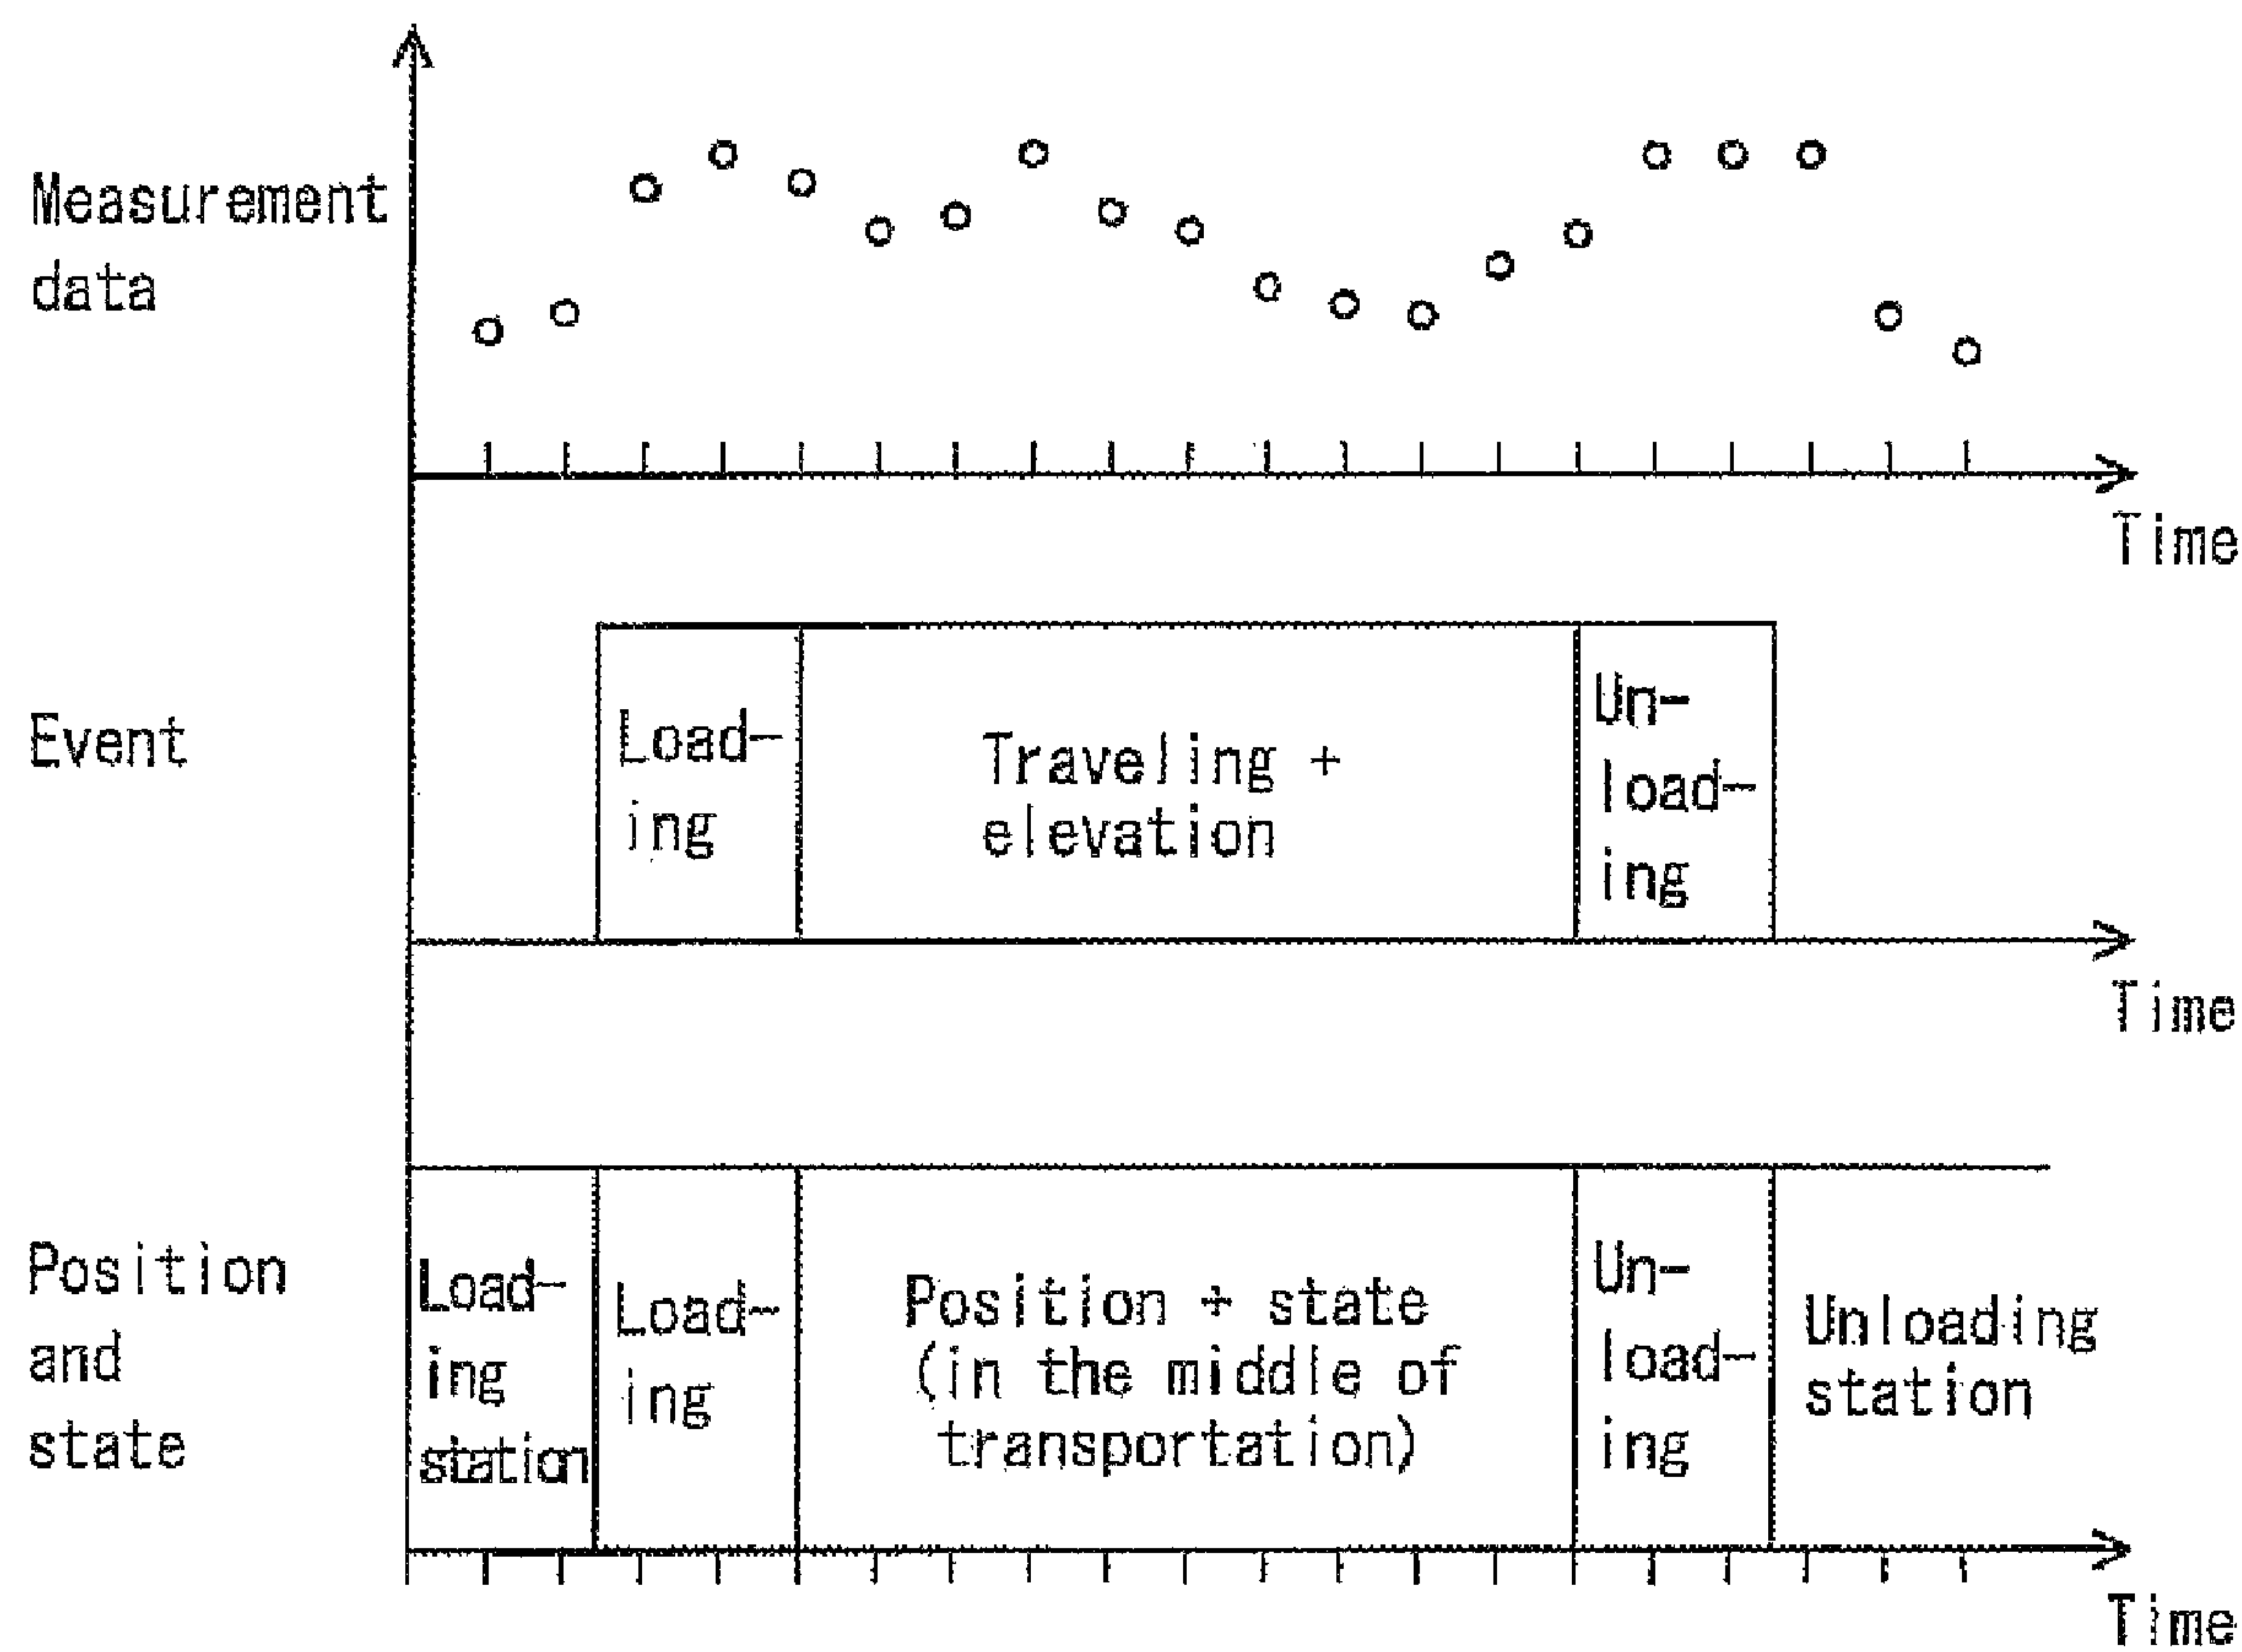 Measurement
data
Time
Event
Load-
ing
Traveling +
elevation
Un-
load-
ing
Time
Position
and
state
Load-
ing
station
Load-
ing
Position + state
(in the middle of
transportation)
Un-
load-
ing
Unloading
station
Time